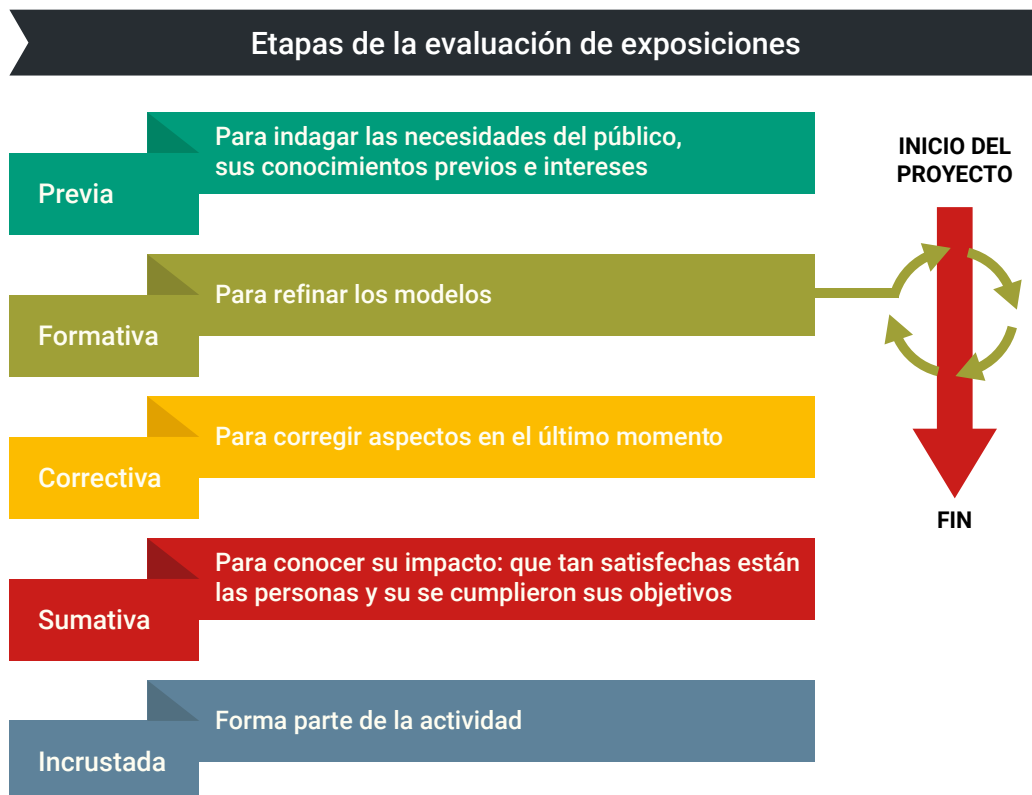 Etapas de la evaluación de exposiciones
Para indagar las necesidades del público,
sus conocimientos previos e intereses
Previa
INICIO DEL
PROYECTO
Para refinar los modelos
Formativa
Para corregir aspectos en el último momento
Correctiva
FIN
Para conocer su impacto: que tan satisfechas están
las personas y su se cumplieron sus objetivos
Sumativa
Forma parte de la actividad
Incrustada